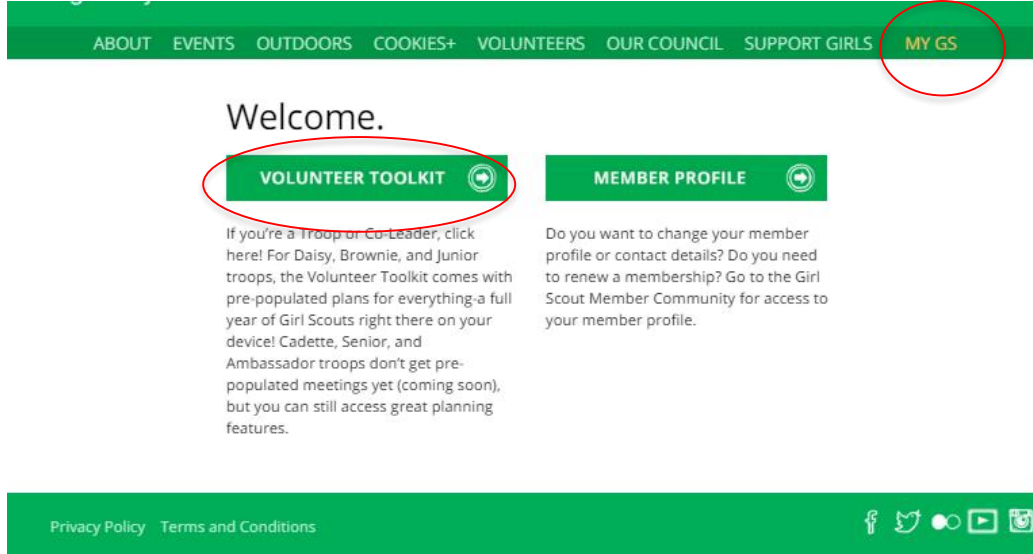 ABOUT EVENTS OUTDOORS COOKIES+ VOLUNTEERS OUR COUNCIL SUPPORT GIRLS MY GS
Welcome.
VOLUNTEER TOOLKIT
If you're a Troop or Co-Leader, click
here! For Daisy, Brownie, and Junior
troops, the Volunteer Toolkit comes with
pre-populated plans for everything-a full
year of Girl Scouts right there on your
device! Cadette, Senior, and
Ambassador troops don't get pre-
populated meetings yet (coming soon),
but you can still access great planning
features.
MEMBER PROFILE
Do you want to change your member
profile or contact details? Do you need
to renew a membership? Go to the Girl
Scout Member Community for access to
your member profile.
Privacy Policy Terms and Conditions